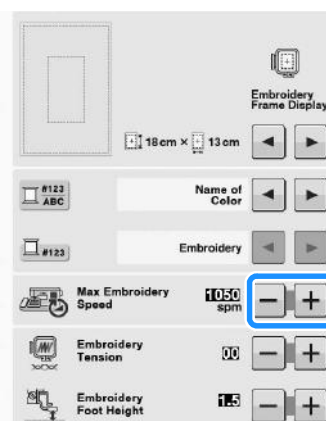 Embroidery
Frame Display
18cm × 13cm
#123
ABC
Name of
Color
#123
Embroidery
Max Embroidery
Speed
1050
spm
Embroidery
Tension
00
Embroidery
Foot Height
1.5